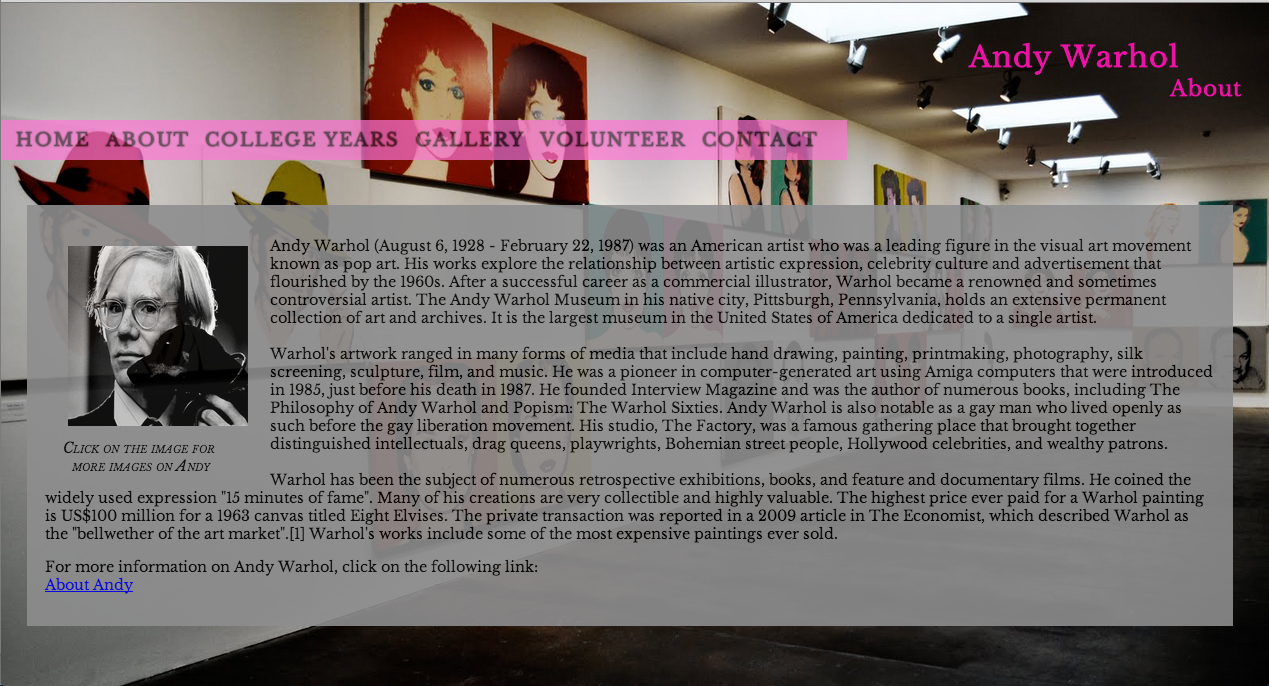 Andy Warhol
About
HOME ABOUT COLLEGE YEARS GALLERY VOLUNTEER CONTACT
Andy Warhol (August 6, 1928 - February 22, 1987) was an American artist who was a leading figure in the visual art movement
known as pop art. His works explore the relationship between artistic expression, celebrity culture and advertisement that
flourished by the 1960s. After a successful career as a commercial illustrator, Warhol became a renowned and sometimes
controversial artist. The Andy Warhol Museum in his native city, Pittsburgh, Pennsylvania, holds an extensive permanent
collection of art and archives. It is the largest museum in the United States of America dedicated to a single artist.
Warhol's artwork ranged in many forms of media that include hand drawing, painting, printmaking, photography, silk
screening, sculpture, film, and music. He was a pioneer in computer-generated art using Amiga computers that were introduced
in 1985, just before his death in 1987. He founded Interview Magazine and was the author of numerous books, including The
Philosophy of Andy Warhol and Popism: The Warhol Sixties. Andy Warhol is also notable as a gay man who lived openly as
such before the gay liberation movement. His studio, The Factory, was a famous gathering place that brought together
distinguished intellectuals, drag queens, playwrights, Bohemian street people, Hollywood celebrities, and wealthy patrons.
Click on the image for
more images on Andy
Warhol has been the subject of numerous retrospective exhibitions, books, and feature and documentary films. He coined the
widely used expression "15 minutes of fame". Many of his creations are very collectible and highly valuable. The highest price ever paid for a Warhol painting
is US$100 million for a 1963 canvas titled Eight Elvises. The private transaction was reported in a 2009 article in The Economist, which described Warhol as
the "bellwether of the art market".[1] Warhol's works include some of the most expensive paintings ever sold.
For more information on Andy Warhol, click on the following link:
About Andy